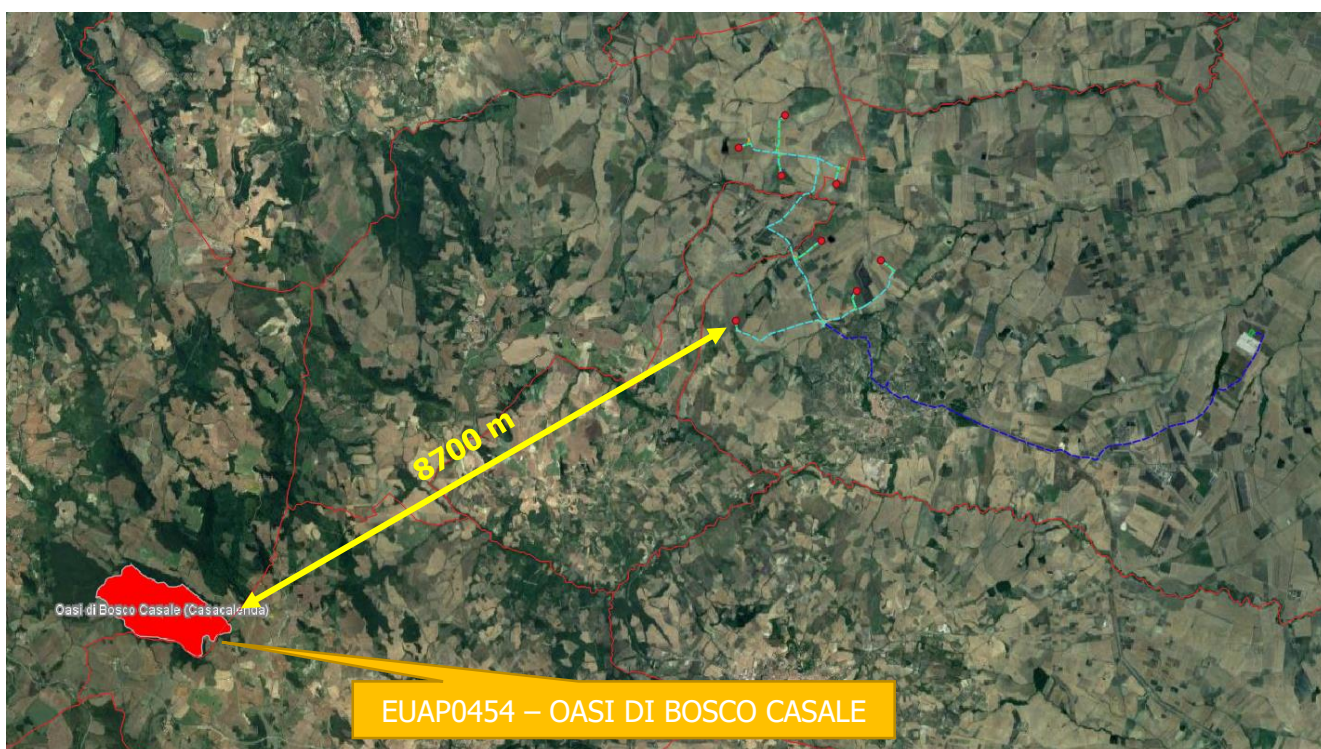 8700 m
Oasi di Bosco Casale (Casacalenda)
EUAP0454 – OASI DI BOSCO CASALE